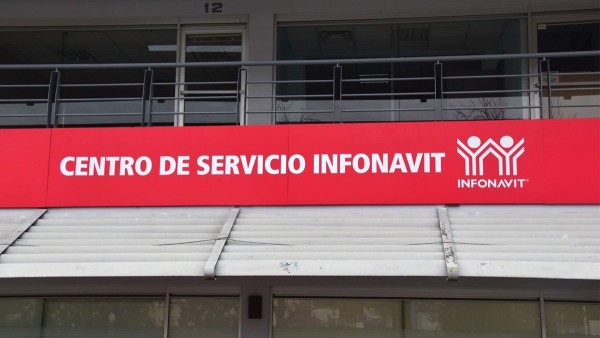 12
CENTRO DE SERVICIO INFONAVIT
INFONAVIT